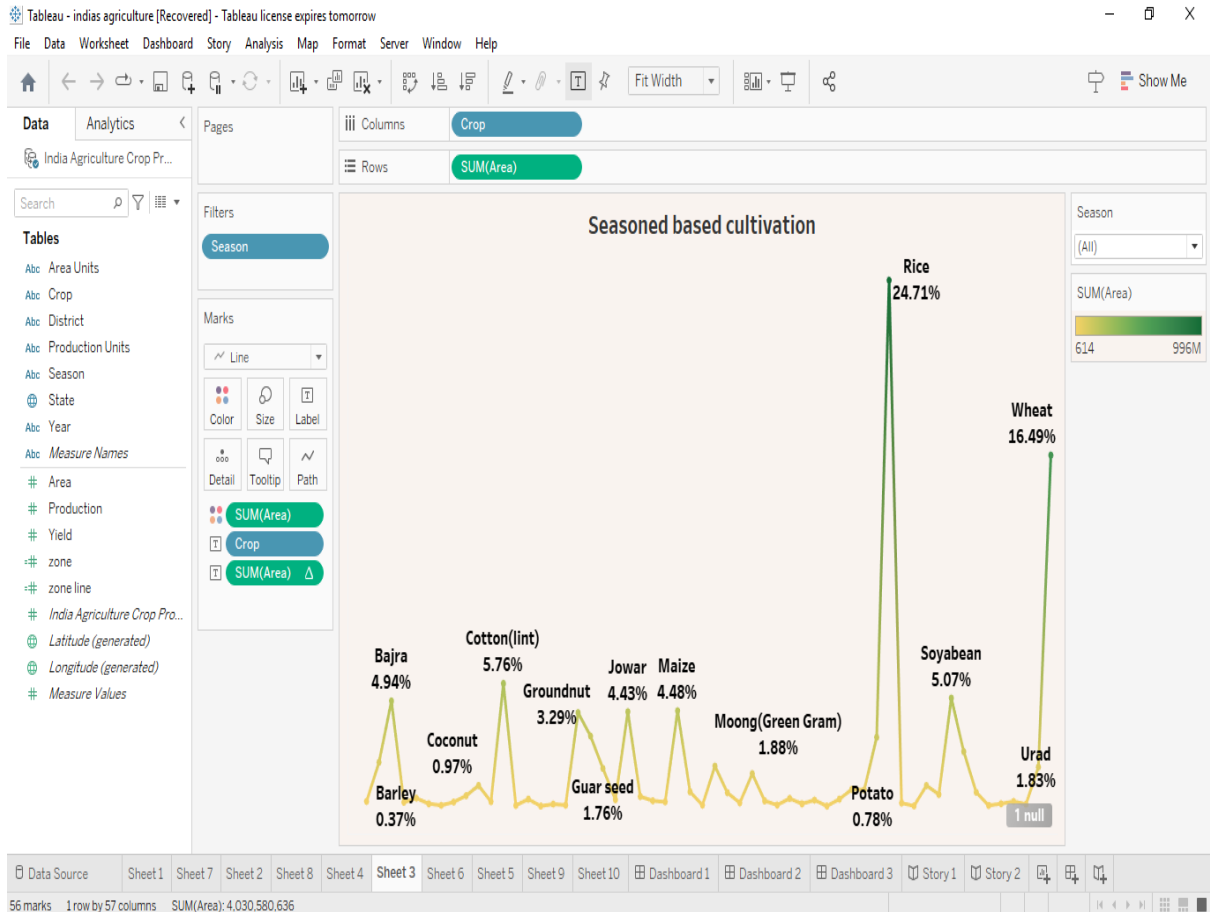 Tableau - indias agriculture [Recovered] - Tableau license expires tomorrow
File Data Worksheet Dashboard Story Analysis Map Format Server Window Help
Fit Width
Show Me
Data Analytics
India Agriculture Crop Pr...
Search
Tables
Abc Area Units
Abc Crop
Abc District
Abc Production Units
Abc Season
State
Abc Year
Abc Measure Names
# Area
# Production
# Yield
=# zone
=# zone line
# India Agriculture Crop Pro...
Latitude (generated)
Longitude (generated)
# Measure Values
Pages
Filters
Season
Marks
Line
Color Size Label
Detail Tooltip Path
SUM(Area)
Crop
SUM(Area) Δ
Columns Crop
Rows SUM(Area)
Seasoned based cultivation
Rice
24.71%
Wheat
16.49%
Bajra
4.94%
Cotton(lint)
5.76%
Groundnut
3.29%
Jowar
4.43%
Maize
4.48%
Soyabean
5.07%
Moong(Green Gram)
1.88%
Coconut
0.97%
Barley
0.37%
Guar seed
1.76%
Potato
0.78%
Urad
1.83%
1 null
Season
(All)
SUM(Area)
614 996M
Data Source Sheet 1 Sheet 7 Sheet 2 Sheet 8 Sheet 4 Sheet 3 Sheet 6 Sheet 5 Sheet 9 Sheet 10 Dashboard 1 Dashboard 2 Dashboard 3 Story 1 Story 2
56 marks 1 row by 57 columns SUM(Area): 4,030,580,636